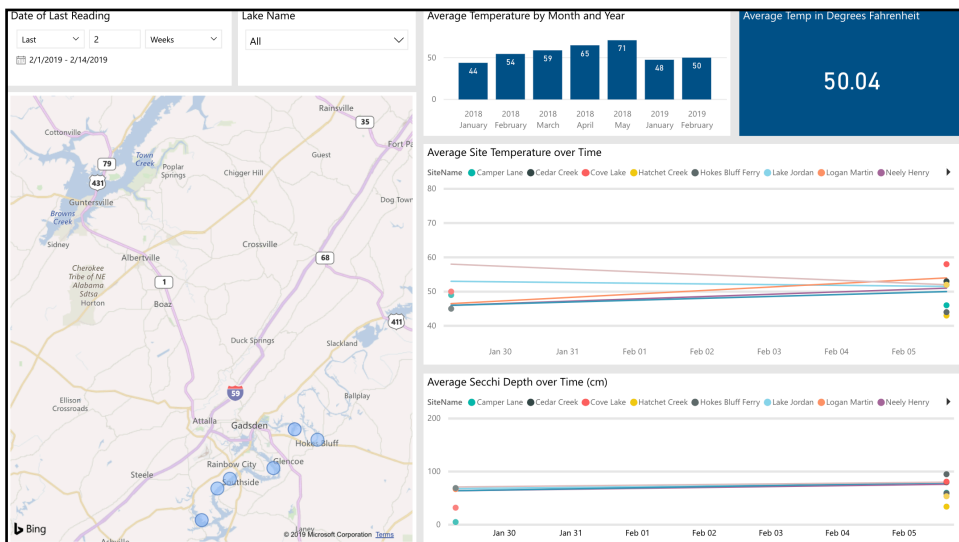 Date of Last Reading
Last 2 Weeks
2/1/2019 - 2/14/2019
Lake Name
All
Average Temperature by Month and Year
50
0
44 54 59 65 71 48 50
2018 2018 2018 2018 2018 2019 2019
January February March April May January February
Average Temp in Degrees Fahrenheit
50.04
Rainsville
35
Cottonville
Fort Pa
79
Town
Creek
Poplar
Springs
Guest
Chigger Hill
431
Guntersville
Dog Town
Browns
Creek
Sidney
Crossville
Albertville
68
Cherokee
Tribe of NE
Alabama
Sdtsa
Horton
1
Boaz
411
Duck Springs
Slackland
59
Ellison
Crossroads
Ballplay
Attalla
Gadsden
Hokes Bluff
Glencoe
Rainbow City
Steele
Southside
Bing
Laney
© 2019 Microsoft Corporation Terms
Average Site Temperature over Time
SiteName Camper Lane Cedar Creek Cove Lake Hatchet Creek Hokes Bluff Ferry Lake Jordan Logan Martin Neely Henry
80
70
60
50
40
Jan 30 Jan 31 Feb 01 Feb 02 Feb 03 Feb 04 Feb 05
Average Secchi Depth over Time (cm)
SiteName Camper Lane Cedar Creek Cove Lake Hatchet Creek Hokes Bluff Ferry Lake Jordan Logan Martin Neely Henry
200
100
0
Jan 30 Jan 31 Feb 01 Feb 02 Feb 03 Feb 04 Feb 05